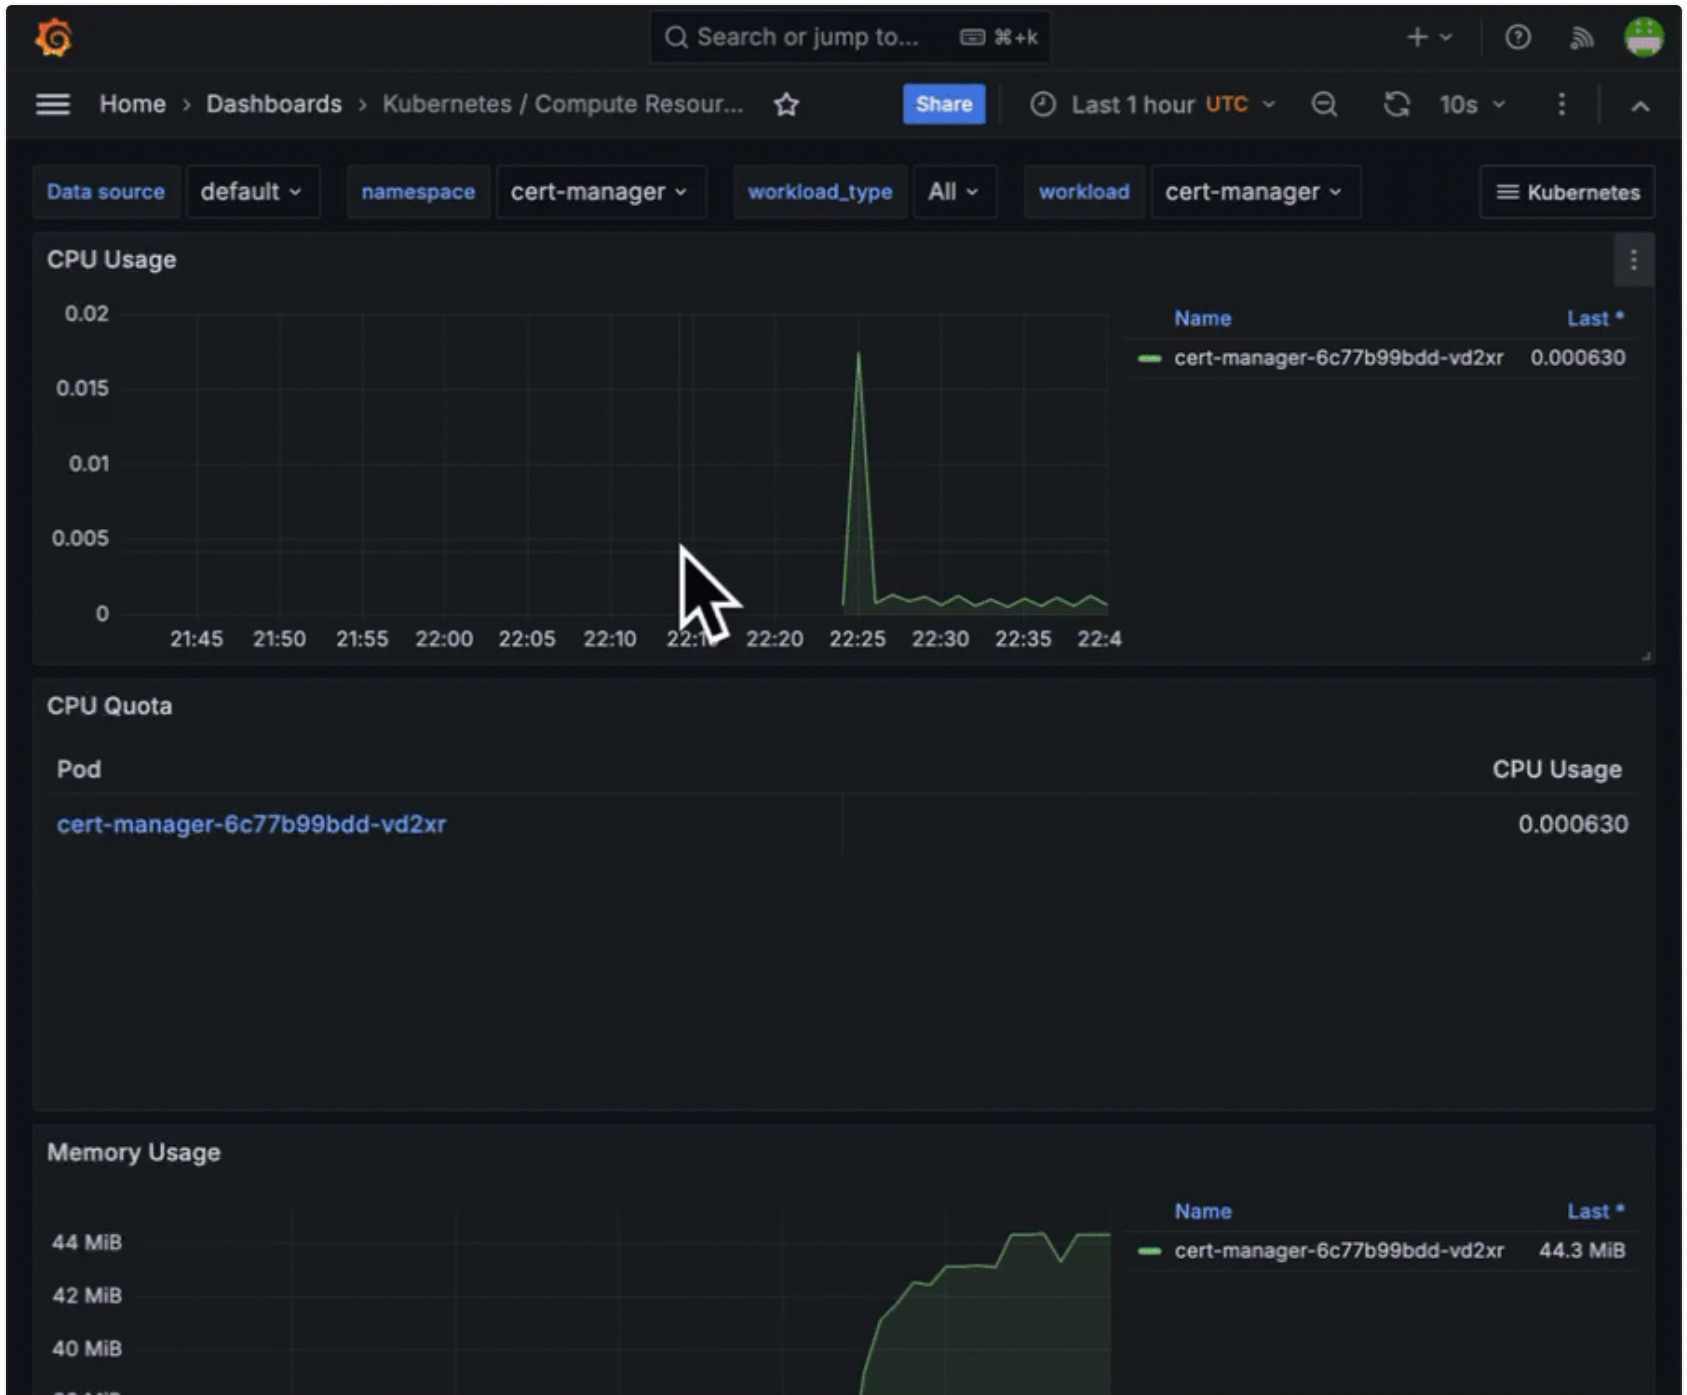 Search or jump to... ⌘+k
Home › Dashboards › Kubernetes / Compute Resour... Share Last 1 hour UTC 10s
Data source default namespace cert-manager workload_type All workload cert-manager Kubernetes
CPU Usage
0.02
0.015
0.01
0.005
0
21:45 21:50 21:55 22:00 22:05 22:10 22:20 22:25 22:30 22:35 22:4
Name Last *
cert-manager-6c77b99bdd-vd2xr 0.000630
CPU Quota
Pod CPU Usage
cert-manager-6c77b99bdd-vd2xr 0.000630
Memory Usage
44 MiB
42 MiB
40 MiB
Name Last *
cert-manager-6c77b99bdd-vd2xr 44.3 MiB